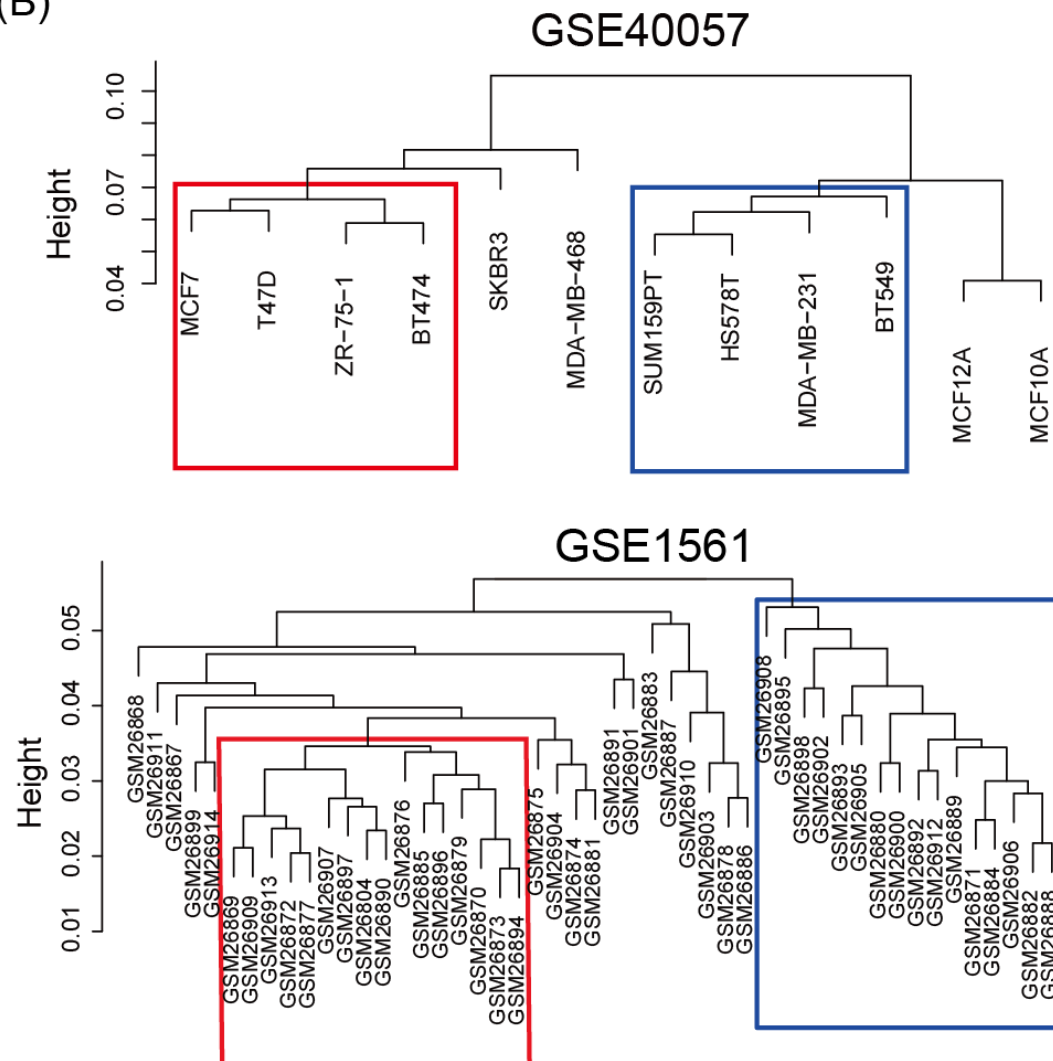 (B)
GSE40057
Height
0.10
0.07
0.04
MCF7
T47D
ZR−75−1
BT474
SKBR3
MDA−MB−468
SUM159PT
HS578T
MDA−MB−231
BT549
MCF12A
MCF10A
GSE1561
Height
0.05
0.04
0.03
0.02
0.01
GSM26868
GSM26911
GSM26867
GSM26899
GSM26914
GSM26869
GSM26909
GSM26913
GSM26872
GSM26877
GSM26907
GSM26897
GSM26804
GSM26890
GSM26876
GSM26885
GSM26896
GSM26879
GSM26870
GSM26873
GSM26894
GSM26875
GSM26904
GSM26874
GSM26881
GSM26891
GSM26901
GSM26883
GSM26887
GSM26910
GSM26903
GSM26878
GSM26886
GSM26908
GSM26895
GSM26898
GSM26902
GSM26893
GSM26905
GSM26880
GSM26900
GSM26892
GSM26912
GSM26889
GSM26871
GSM26884
GSM26906
GSM26882
GSM26888